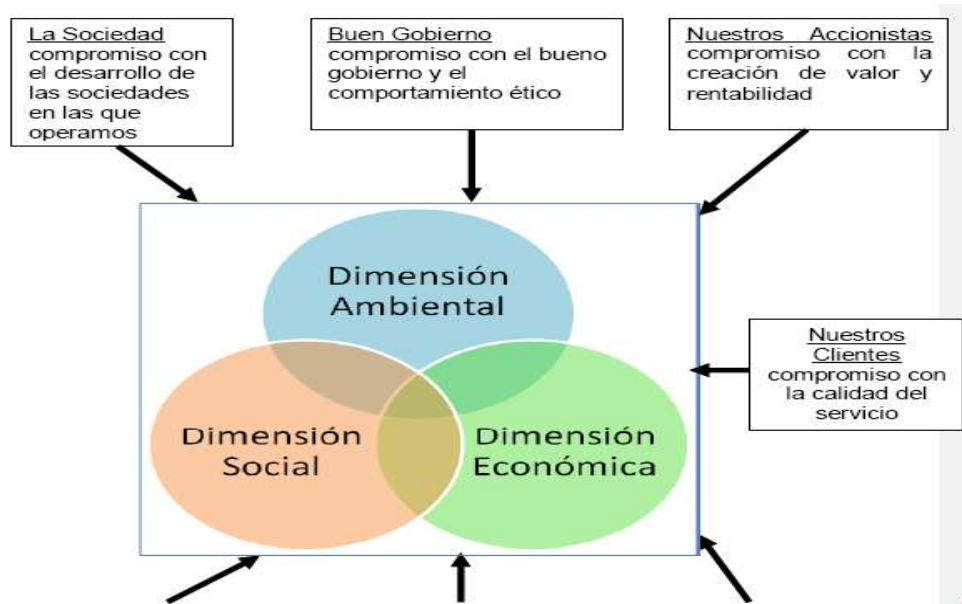 La Sociedad
compromiso con
el desarrollo de
las sociedades
en las que
operamos
Buen Gobierno
compromiso con el bueno
gobierno y el
comportamiento ético
Nuestros Accionistas
compromiso con la
creación de valor y
rentabilidad
Dimensión
Ambiental
Nuestros
Clientes
compromiso con
la calidad del
servicio
Dimensión
Social
Dimensión
Económica